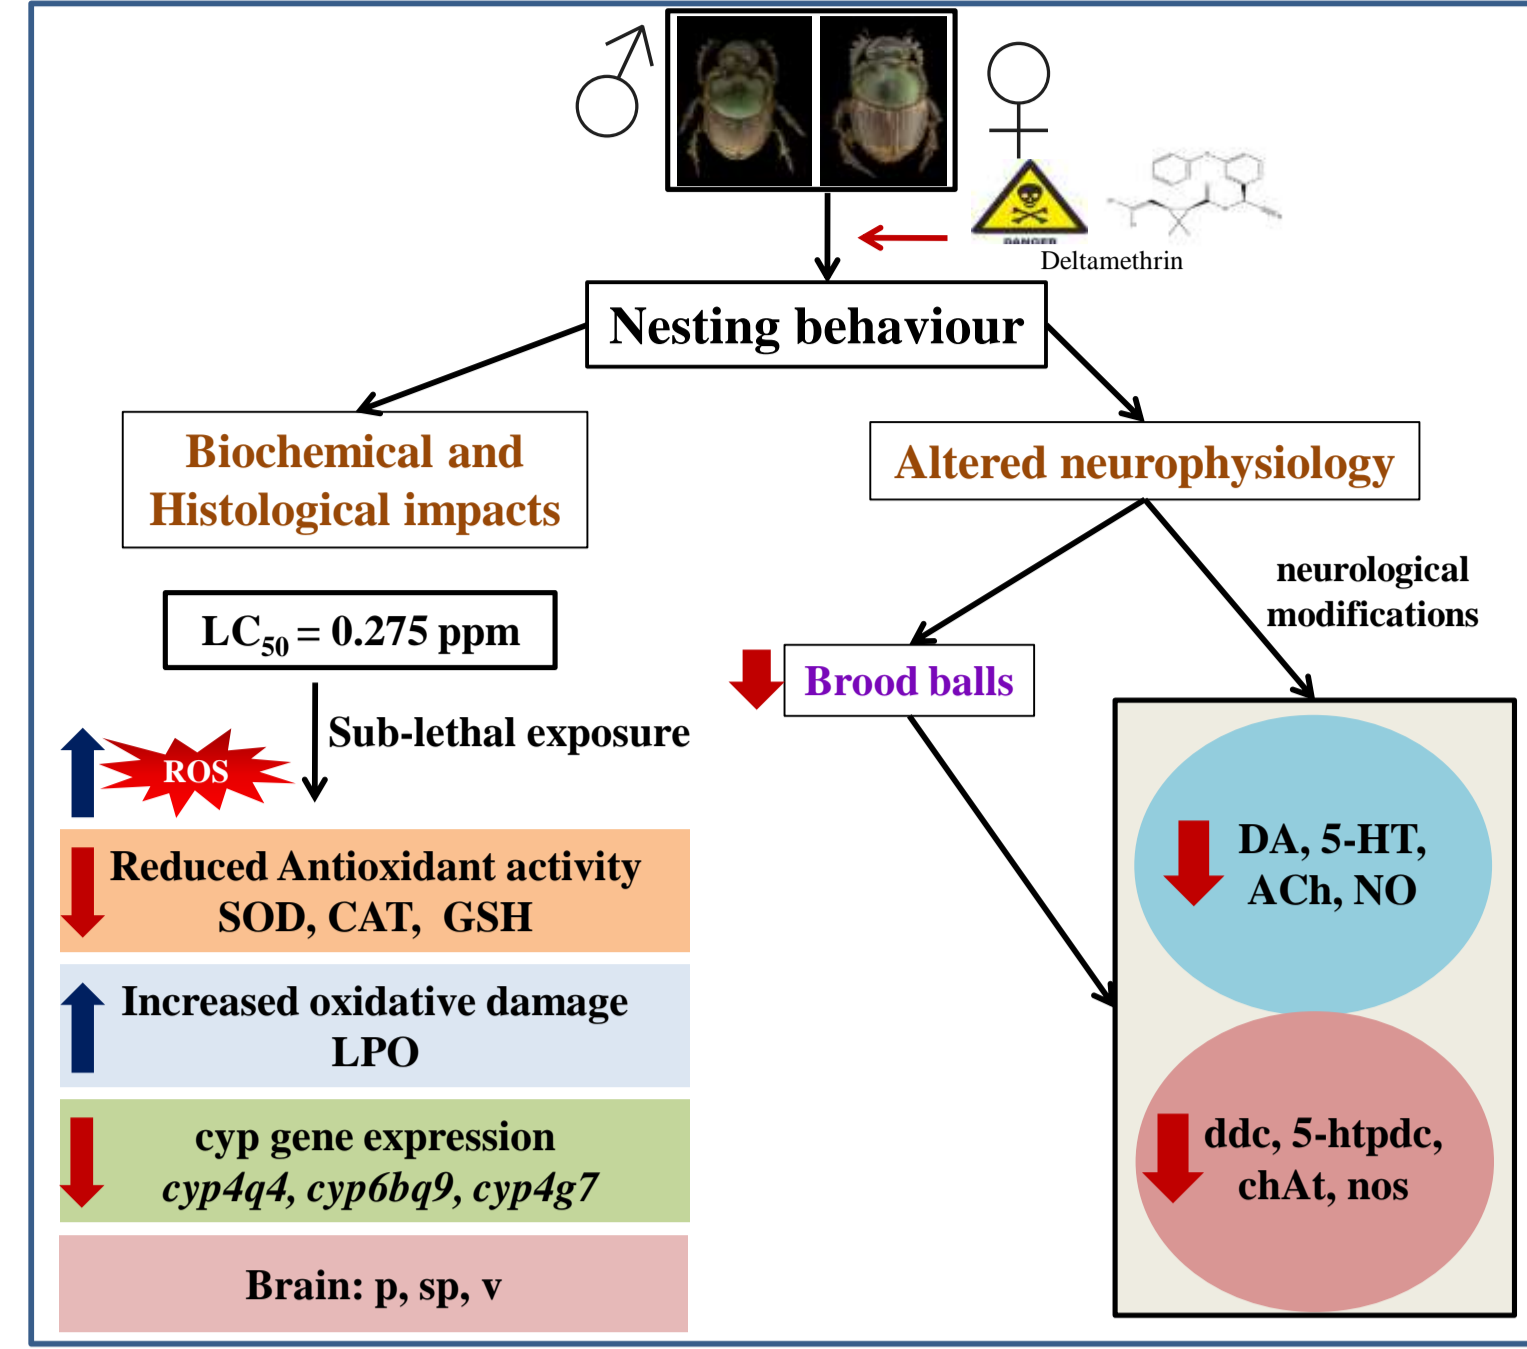 DANGER
Deltamethrin
Nesting behaviour
Biochemical and
Histological impacts
LC50 = 0.275 ppm
Sub-lethal exposure
ROS
Reduced Antioxidant activity
SOD, CAT, GSH
Increased oxidative damage
LPO
cyp gene expression
cyp4q4, cyp6bq9, cyp4g7
Brain: p, sp, v
Altered neurophysiology
neurological
modifications
Brood balls
DA, 5-HT,
ACh, NO
ddc, 5-htpdc,
chAt, nos